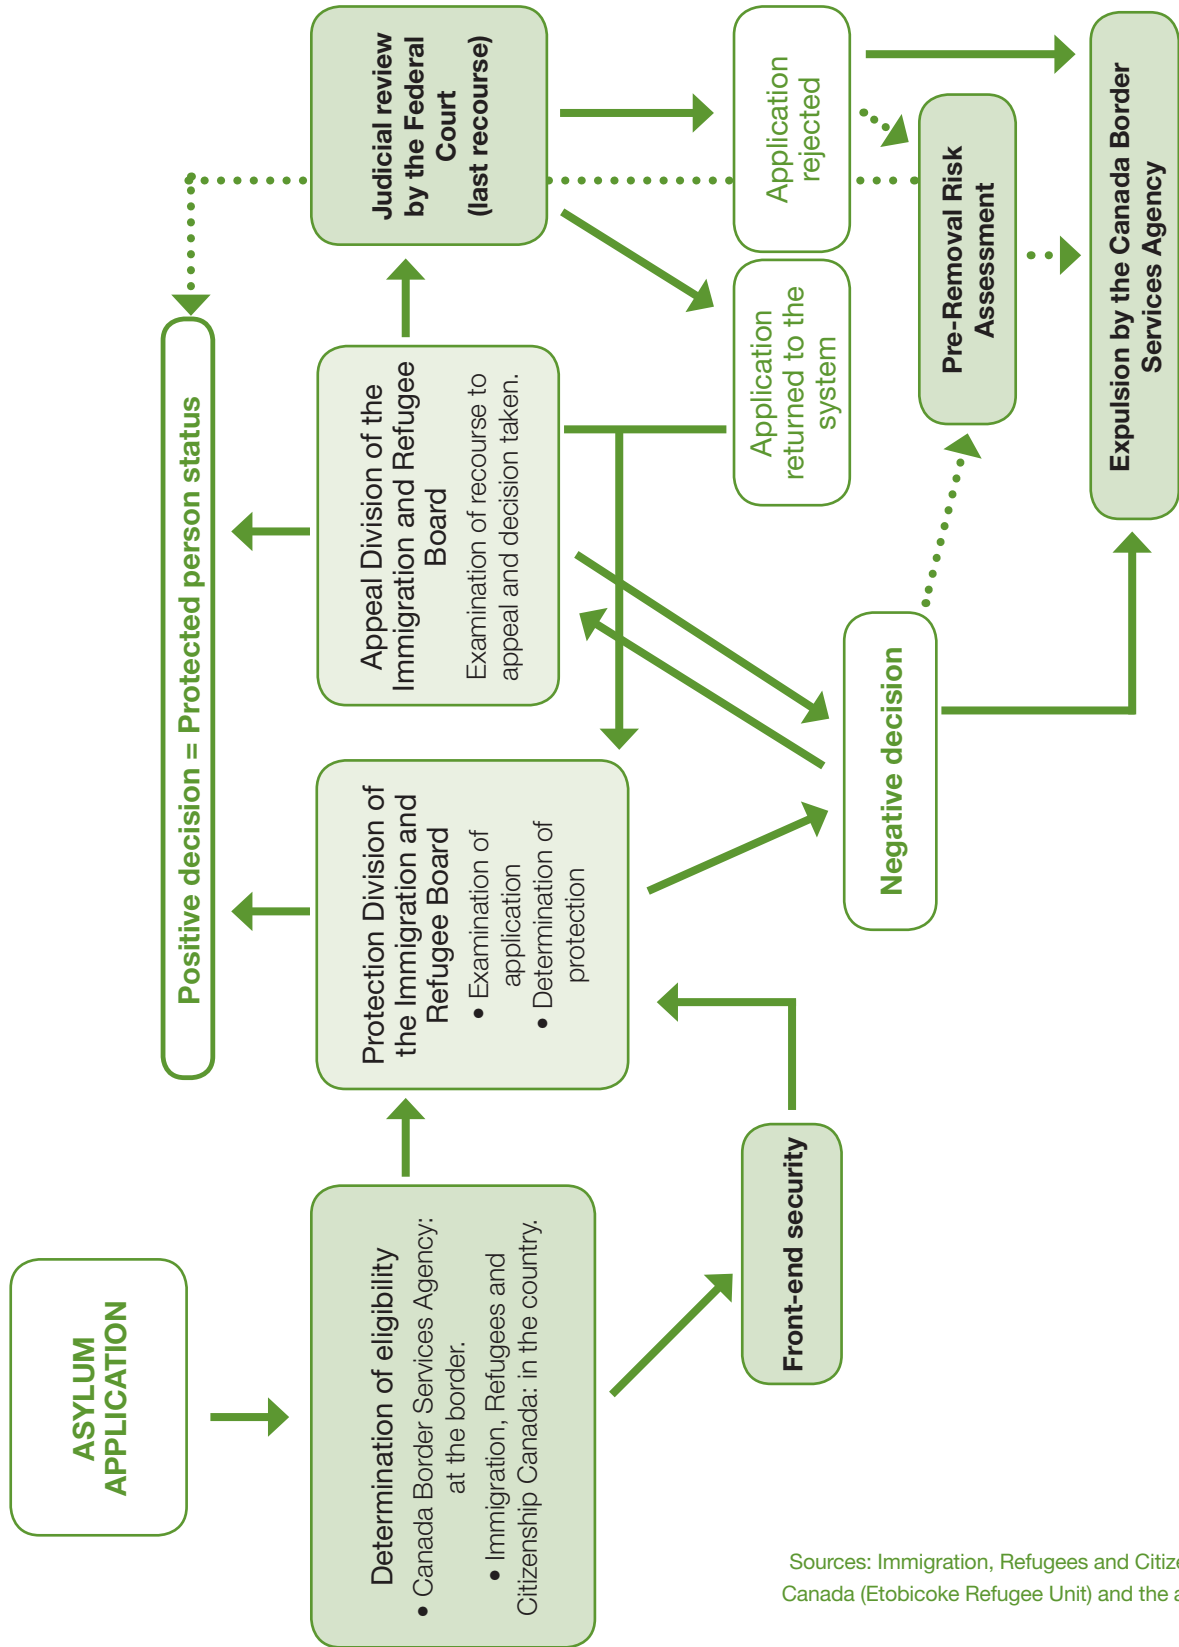 ASYLUM
APPLICATION
Determination of eligibility
• Canada Border Services Agency:
at the border.
• Immigration, Refugees and
Citizenship Canada: in the country.
Front-end security
Positive decision = Protected person status
Protection Division of
the Immigration and
Refugee Board
• Examination of
application
• Determination of
protection
Appeal Division of the
Immigration and Refugee
Board
Examination of recourse to
appeal and decision taken.
Judicial review
by the Federal
Court
(last recourse)
Negative decision
Application
returned to the
system
Application
rejected
Pre-Removal Risk
Assessment
Expulsion by the Canada Border
Services Agency
Sources: Immigration, Refugees and
Canada (Etobicoke Refugee Unit) and the